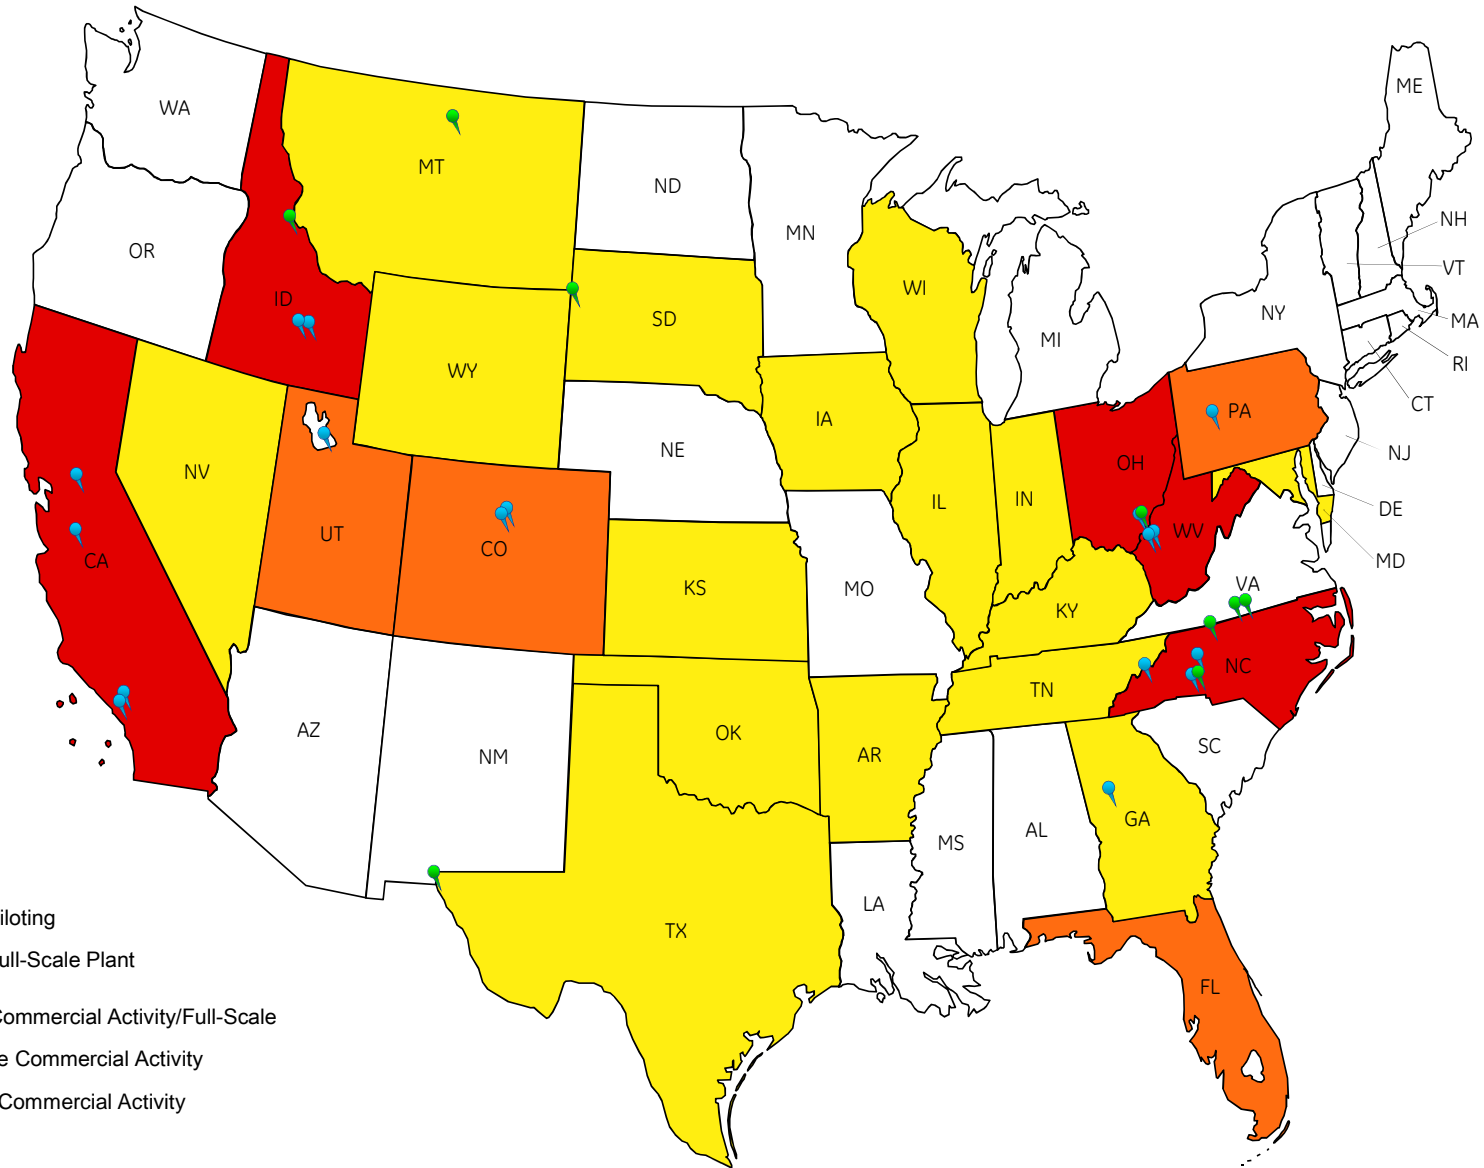 WA
ME
MT
ND
NH
MN
OR
VT
WI
ID
SD
NY
MA
MI
RI
WY
CT
PA
IA
NE
NJ
OH
NV
IL
IN
DE
UT
WV
CO
MD
CA
VA
KS
MO
KY
NC
TN
AZ
OK
SC
NM
AR
GA
AL
MS
LA
iloting
TX
ull-Scale Plant
FL
ommercial Activity/Full-Scale
e Commercial Activity
Commercial Activity